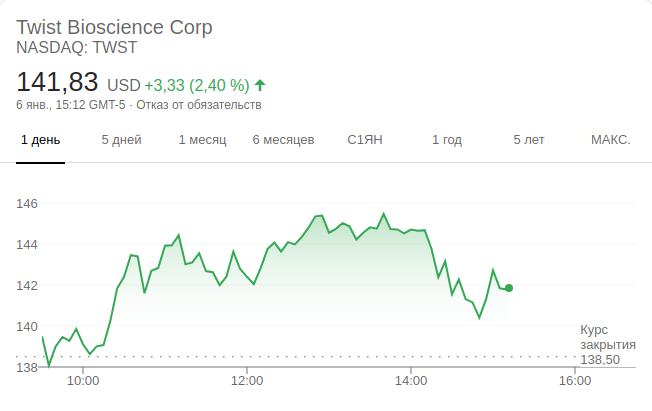 Twist Bioscience Corp
NASDAQ: TWST
141,83 USD +3,33 (2,40 %)
6 янв., 15:12 GMT-5 · Отказ от обязательств
1 день 5 дней 1 месяц 6 месяцев С1ЯН 1 год 5 лет МАКС.
146
144
142
140
Курс
закрытия
138,50
138
10:00 12:00 14:00 16:00